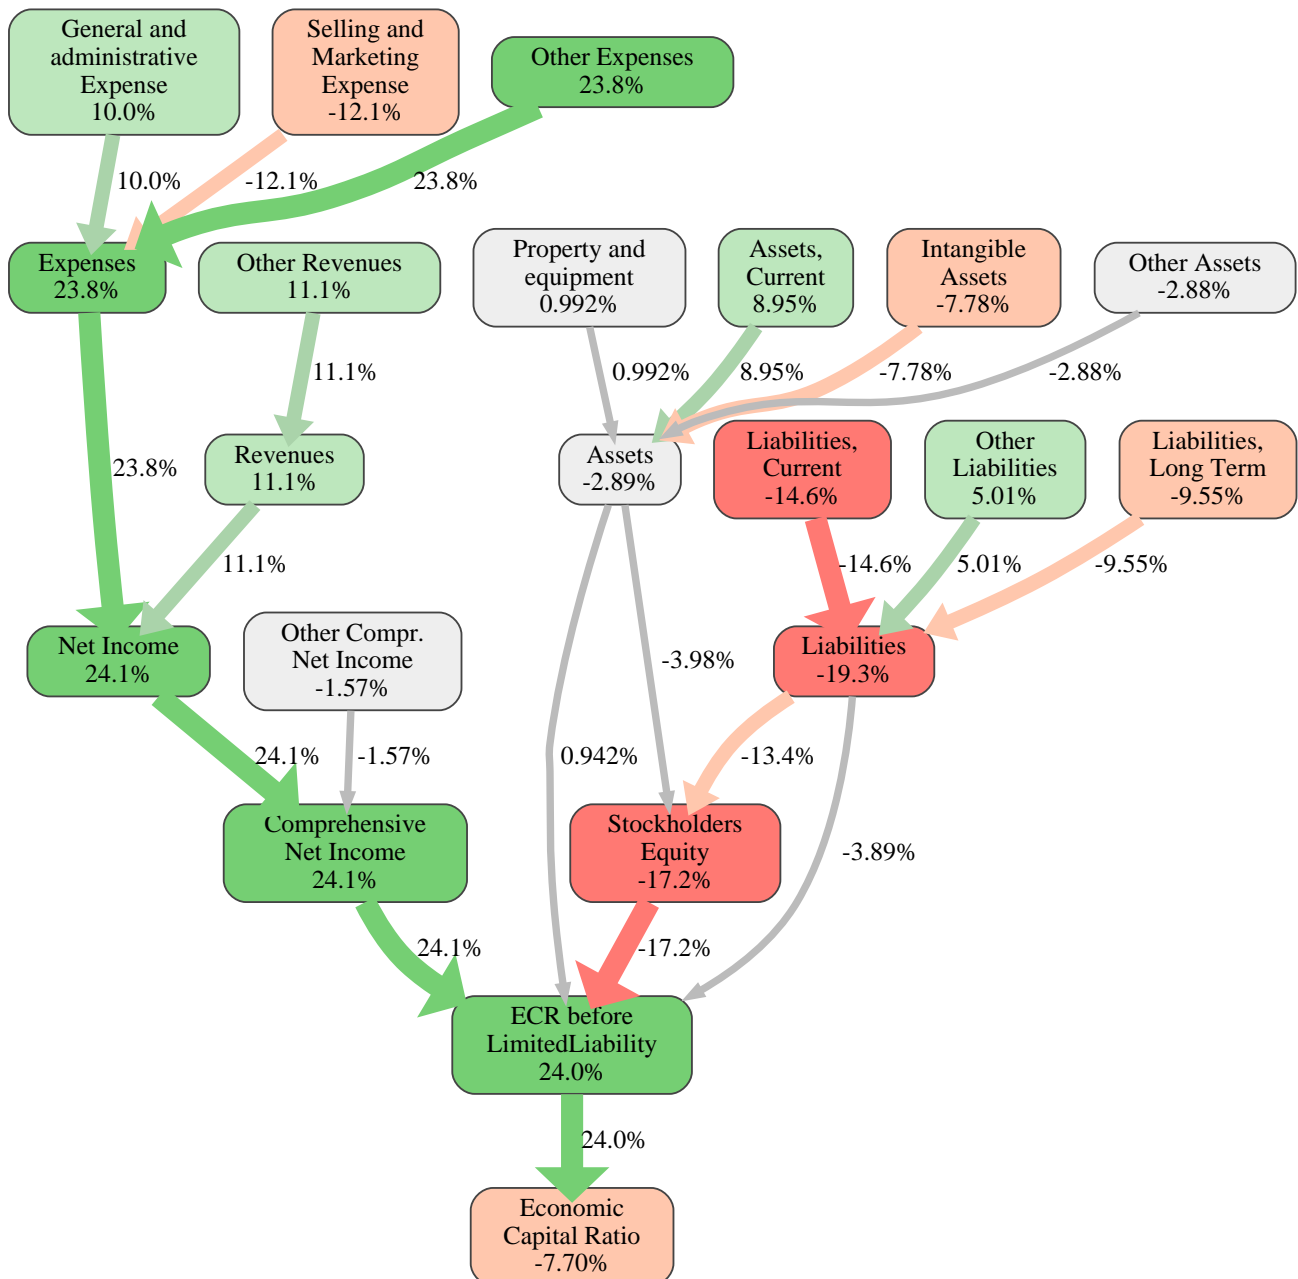 General and
administrative
Expense
10.0%
Selling and
Marketing
Expense
-12.1%
Other Expenses
23.8%
10.0%
-12.1%
23.8%
Expenses
23.8%
Other Revenues
11.1%
Property and
equipment
0.992%
Assets,
Current
8.95%
Intangible
Assets
-7.78%
Other Assets
-2.88%
11.1%
0.992%
8.95%
-7.78%
-2.88%
23.8%
Revenues
11.1%
Assets
-2.89%
Liabilities,
Current
-14.6%
Other
Liabilities
5.01%
Liabilities,
Long Term
-9.55%
11.1%
-14.6%
5.01%
-9.55%
Net Income
24.1%
Other Compr.
Net Income
-1.57%
-3.98%
Liabilities
-19.3%
24.1%
-1.57%
0.942%
-13.4%
Comprehensive
Net Income
24.1%
Stockholders
Equity
-17.2%
-3.89%
24.1%
-17.2%
ECR before
LimitedLiability
24.0%
24.0%
Economic
Capital Ratio
-7.70%